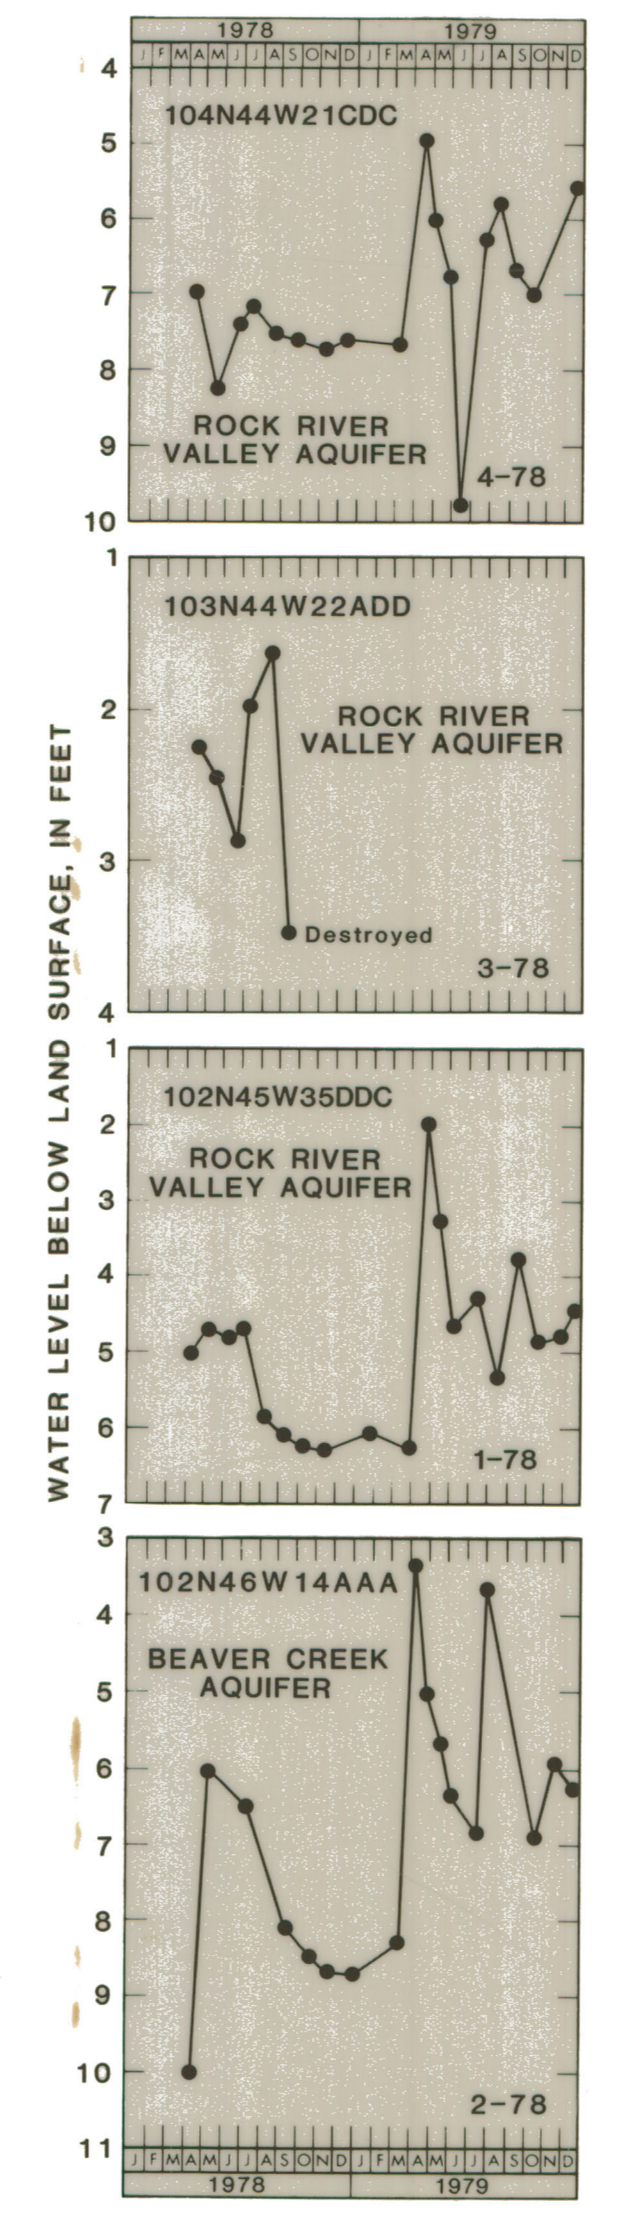 1978 1979
J F M A M J J A S O N D J F M A M J J A S O N D
4
104N44W21CDC
5
6
7
8
ROCK RIVER
VALLEY AQUIFER
9
4-78
10
1
103N44W22ADD
2
ROCK RIVER
VALLEY AQUIFER
3
Destroyed
3-78
4
WATER LEVEL BELOW LAND SURFACE, IN FEET
1
102N45W35DDC
2
ROCK RIVER
VALLEY AQUIFER
3
4
5
6
1-78
7
3
102N46W14AAA
4
BEAVER CREEK
AQUIFER
5
6
7
8
9
10
2-78
11
J F M A M J J A S O N D J F M A M J J A S O N D
1978 1979